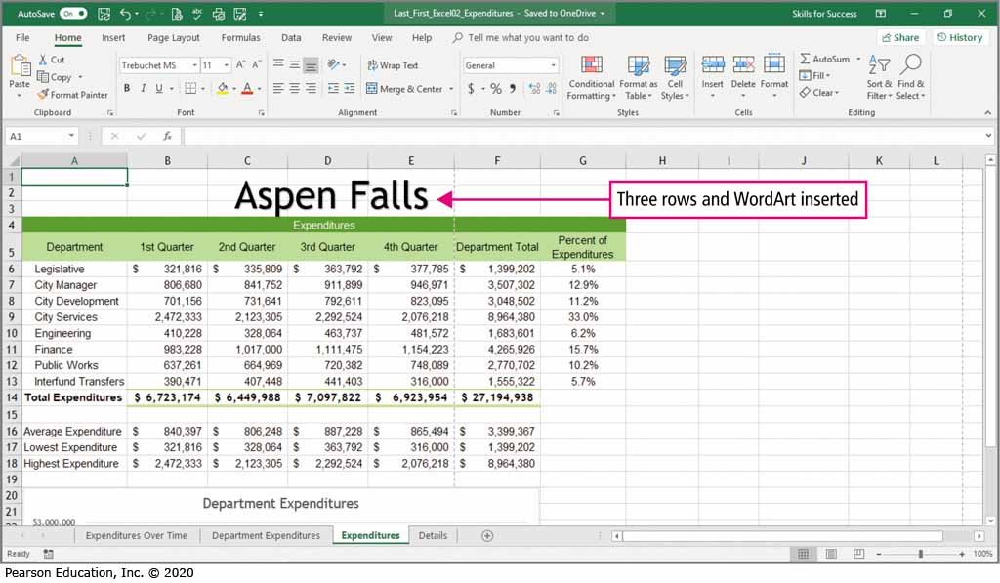 AutoSave On Last_First_Excel02_Expenditures - Saved to OneDrive Skills for Success
File Home Insert Page Layout Formulas Data Review View Help Tell me what you want to do Share History
Paste Cut Copy Format Painter
Trebuchet MS 11 A A
B I U A
Wrap Text
Merge & Center
General
$ % ,
Conditional Formatting Format as Table Cell Styles
Insert Delete Format
AutoSum Fill Clear
Sort & Filter Find & Select
Clipboard Font Alignment Number Styles Cells Editing
A1 fx
A B C D E F G H I J K L
1
2 Aspen Falls Three rows and WordArt inserted
3
4 Expenditures
5 Department 1st Quarter 2nd Quarter 3rd Quarter 4th Quarter Department Total Percent of Expenditures
6 Legislative $ 321,816 $ 335,809 $ 363,792 $ 377,785 $ 1,399,202 5.1%
7 City Manager 806,680 841,752 911,899 946,971 3,507,302 12.9%
8 City Development 701,156 731,641 792,611 823,095 3,048,502 11.2%
9 City Services 2,472,333 2,123,305 2,292,524 2,076,218 8,964,380 33.0%
10 Engineering 410,228 328,064 463,737 481,572 1,683,601 6.2%
11 Finance 983,228 1,017,000 1,111,475 1,154,223 4,265,926 15.7%
12 Public Works 637,261 664,969 720,382 748,089 2,770,702 10.2%
13 Interfund Transfers 390,471 407,448 441,403 316,000 1,555,322 5.7%
14 Total Expenditures $ 6,723,174 $ 6,449,988 $ 7,097,822 $ 6,923,954 $ 27,194,938
15
16 Average Expenditure $ 840,397 $ 806,248 $ 887,228 $ 865,494 $ 3,399,367
17 Lowest Expenditure $ 321,816 $ 328,064 $ 363,792 $ 316,000 $ 1,399,202
18 Highest Expenditure $ 2,472,333 $ 2,123,305 $ 2,292,524 $ 2,076,218 $ 8,964,380
19
20
21 Department Expenditures
$3,000,000
Expenditures Over Time Department Expenditures Expenditures Details
Ready 100%
Pearson Education, Inc. © 2020